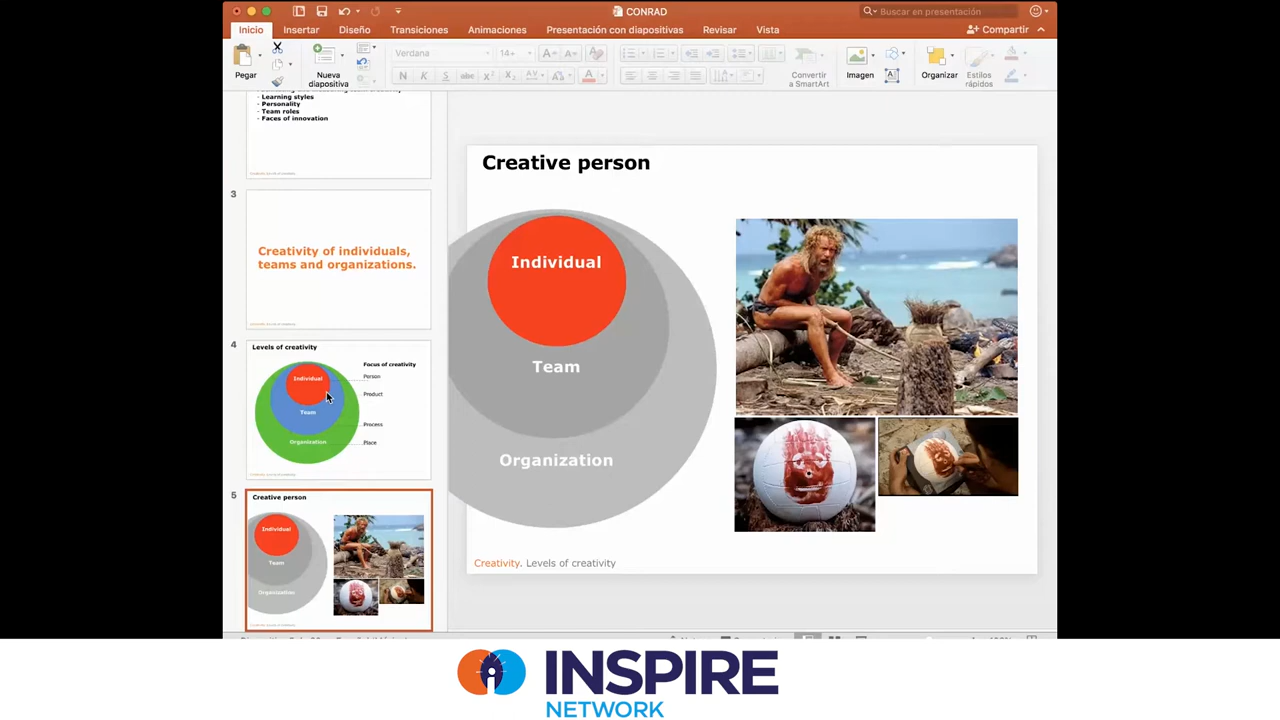 CONRAD
Buscar en presentación
Inicio
Insertar
Diseño
Transiciones
Animaciones
Presentación con diapositivas
Revisar
Vista
Compartir
Pegar
Nueva
diapositiva
Verdana
14
N
K
S
abc
Convertir
a SmartArt
Imagen
Organizar
Estilos
rápidos
- Learning styles
- Personality
- Team roles
- Faces of innovation
3
Creativity of individuals,
teams and organizations.
4
Levels of creativity
Focus of creativity
Individual
Person
Product
Team
Process
Organization
Place
5
Creative person
Individual
Team
Organization
Creative person
Individual
Team
Organization
Creativity. Levels of creativity
INSPIRE
NETWORK